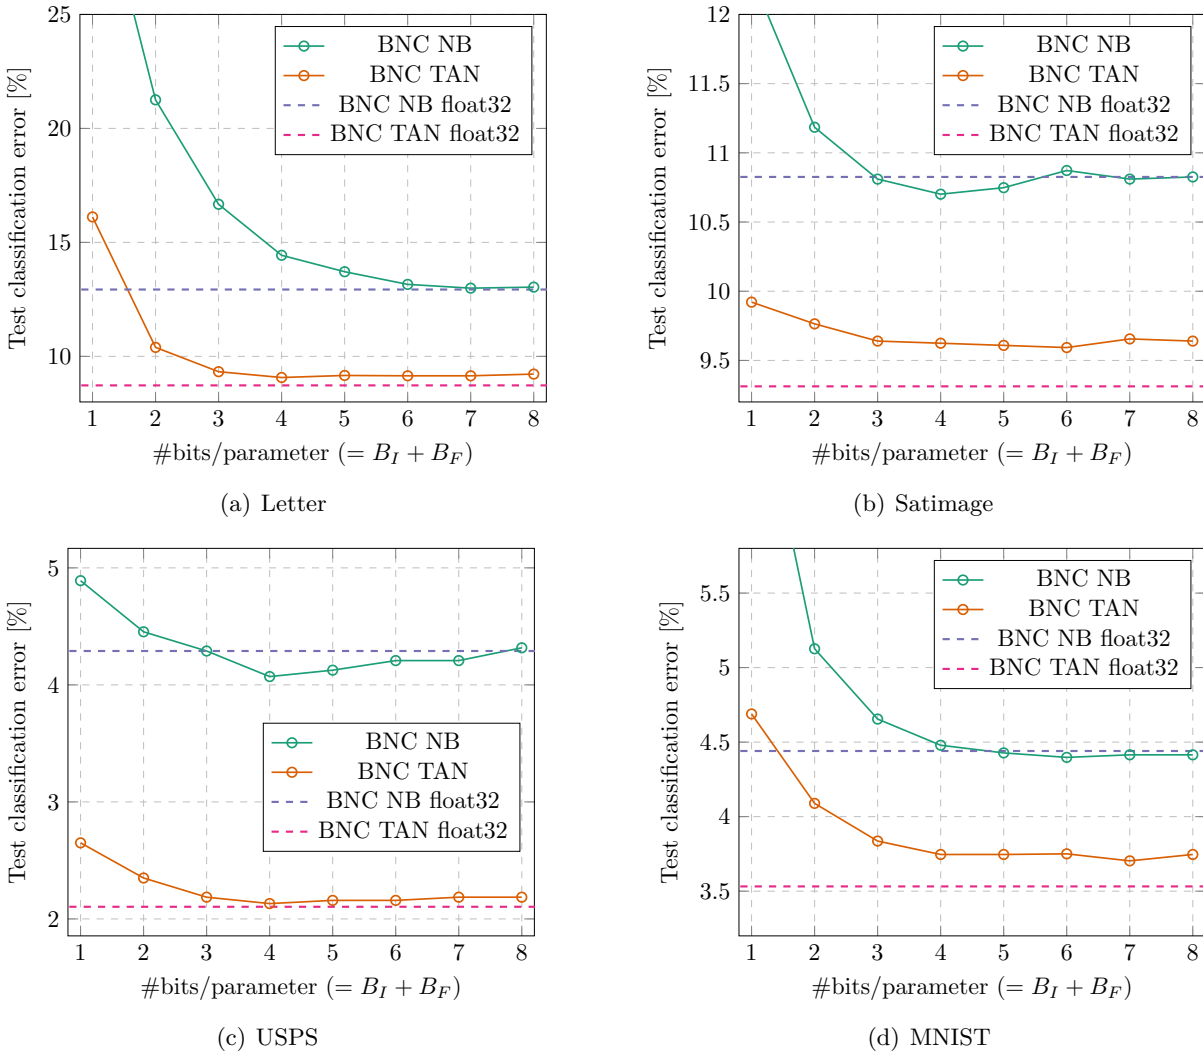 Test classification error [%]
25
20
15
10
BNC NB
BNC TAN
BNC NB float32
BNC TAN float32
1 2 3 4 5 6 7 8
#bits/parameter (= B_I + B_F)
(a) Letter
Test classification error [%]
12
11.5
11
10.5
10
9.5
BNC NB
BNC TAN
BNC NB float32
BNC TAN float32
1 2 3 4 5 6 7 8
#bits/parameter (= B_I + B_F)
(b) Satimage
Test classification error [%]
5
4
3
2
BNC NB
BNC TAN
BNC NB float32
BNC TAN float32
1 2 3 4 5 6 7 8
#bits/parameter (= B_I + B_F)
(c) USPS
Test classification error [%]
5.5
5
4.5
4
3.5
BNC NB
BNC TAN
BNC NB float32
BNC TAN float32
1 2 3 4 5 6 7 8
#bits/parameter (= B_I + B_F)
(d) MNIST